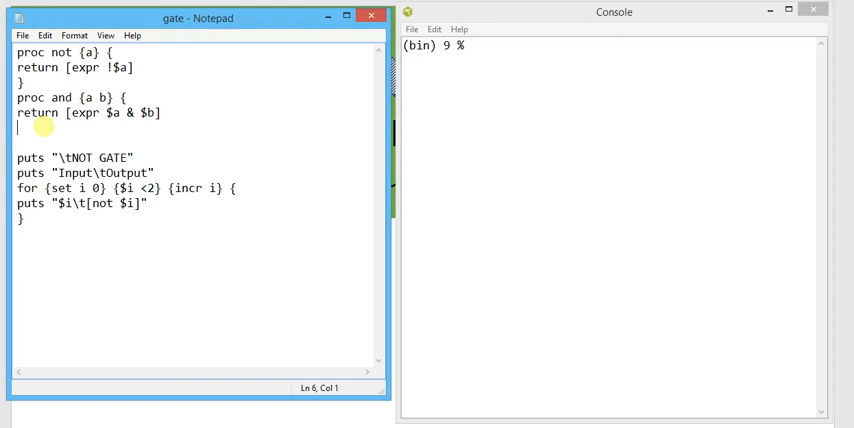 gate - Notepad
File Edit Format View Help
proc not {a} {
return [expr !$a]
}
proc and {a b} {
return [expr $a & $b]
puts "\tNOT GATE"
puts "Input\tOutput"
for {set i 0} {$i <2} {incr i} {
puts "$i\t[not $i]"
}
Ln 6, Col 1
Console
File Edit Help
(bin) 9 %